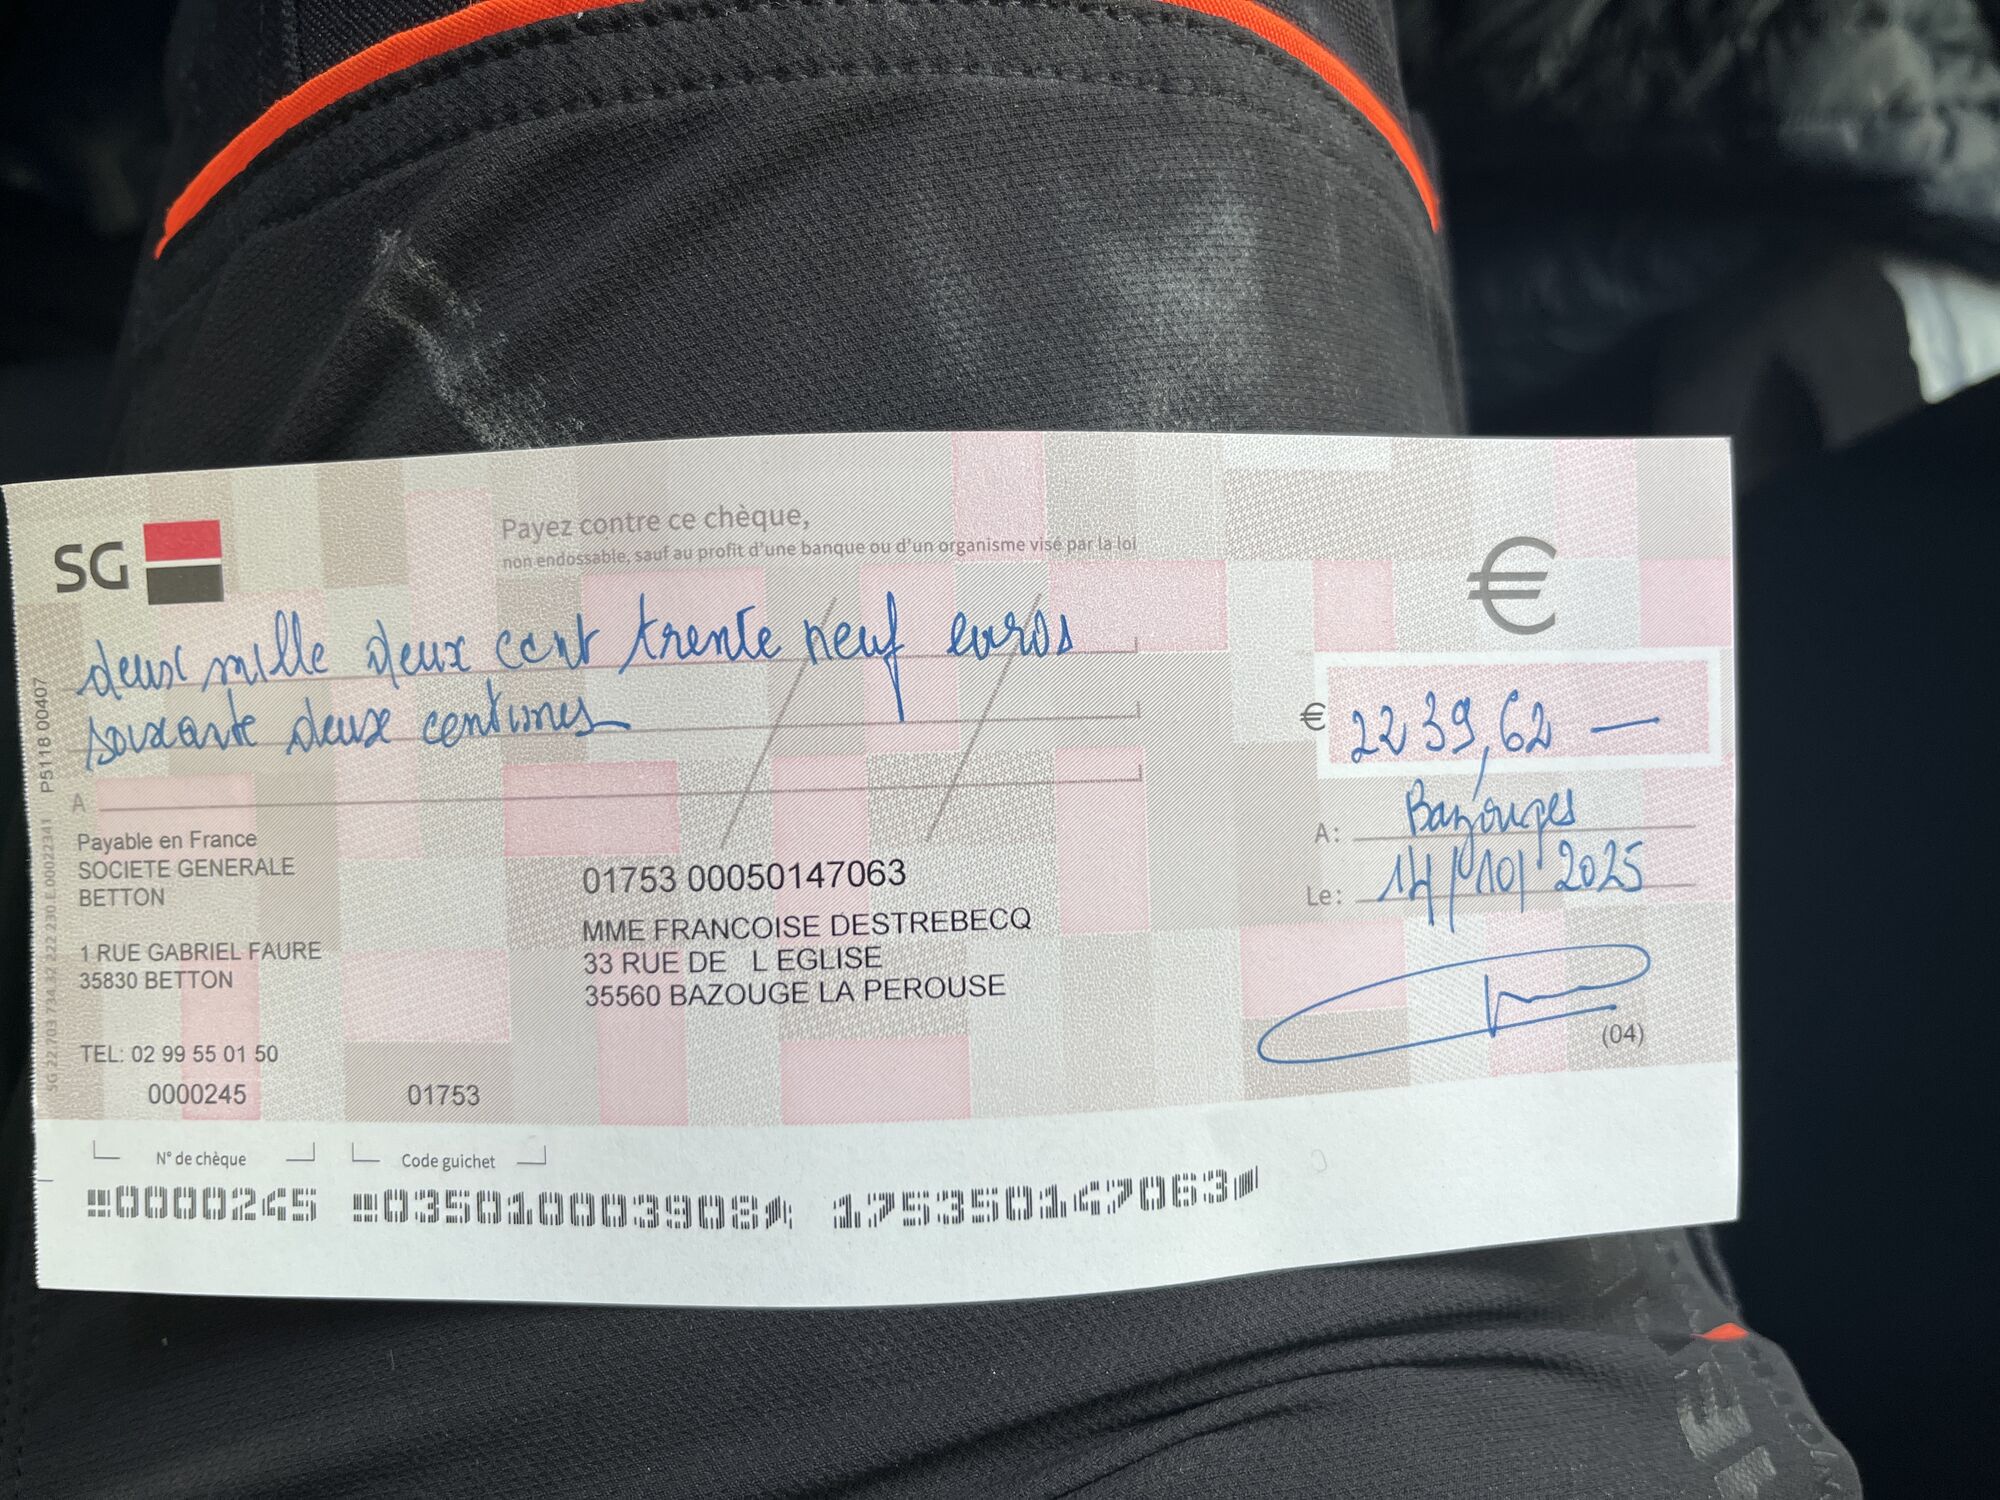 SG
Payez contre ce chèque,
non endossable, sauf au profit d'une banque ou d'un organisme visé par la loi
€
deux mille deux cent trente neuf euros
soixante deux centimes
€ 2239,62 —
A
A: Bazouges
Le: 14/10/2025
Payable en France
SOCIETE GENERALE
BETTON
1 RUE GABRIEL FAURE
35830 BETTON
TEL: 02 99 55 01 50
01753 00050147063
MME FRANCOISE DESTREBECQ
33 RUE DE L EGLISE
35560 BAZOUGE LA PEROUSE
(04)
0000245 01753
N° de chèque Code guichet
0000245 035010003908 175350147063
P5118 00407